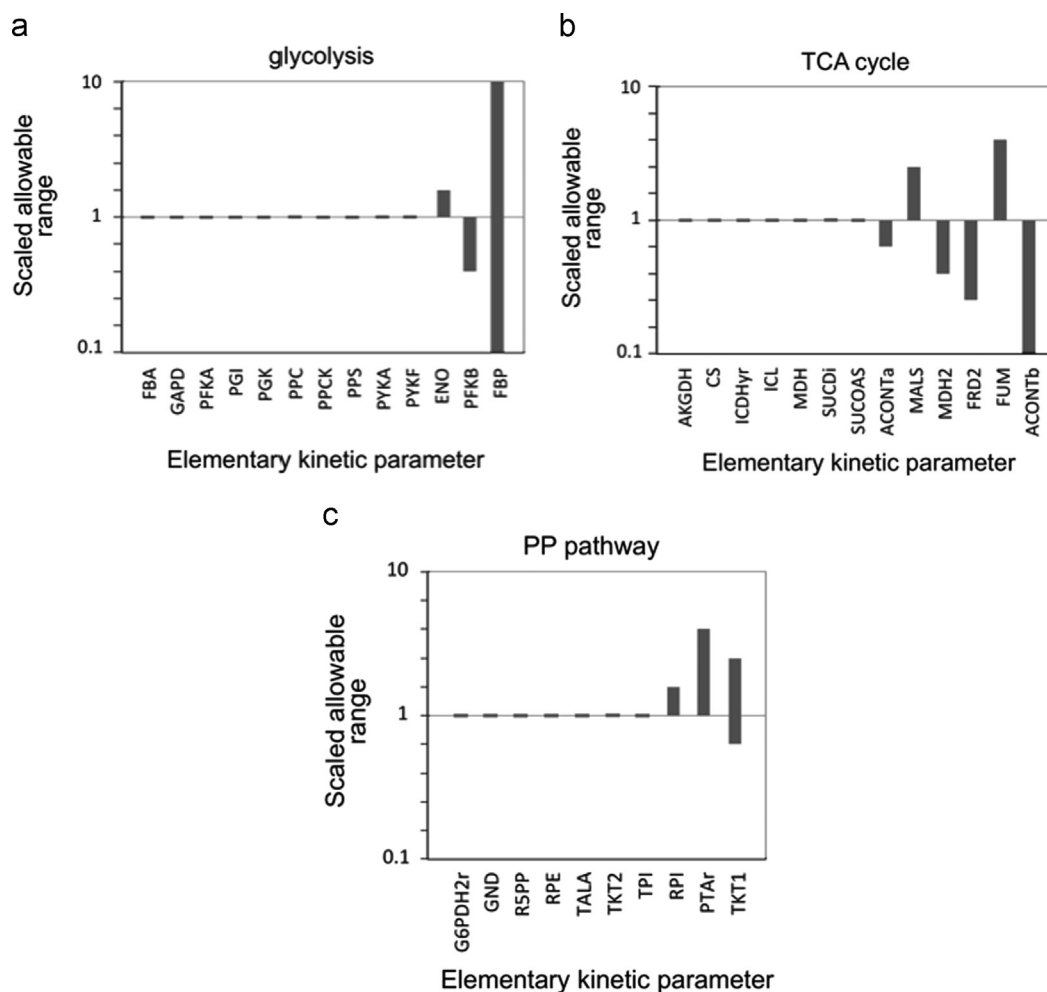 a
glycolysis
Scaled allowable
range
10
1
0.1
FBA
GAPD
PFKA
PGI
PGK
PPC
PPCK
PPS
PYKA
PYKF
ENO
PFKB
FBP
Elementary kinetic parameter
b
TCA cycle
Scaled allowable
range
10
1
0.1
AKGDH
CS
ICDHyr
ICL
MDH
SUCDi
SUCOAS
ACONTa
MALS
MDH2
FRD2
FUM
ACONTb
Elementary kinetic parameter
c
PP pathway
Scaled allowable
range
10
1
0.1
G6PDH2r
GND
R5PP
RPE
TALA
TKT2
TPI
RPI
PTAr
TKT1
Elementary kinetic parameter